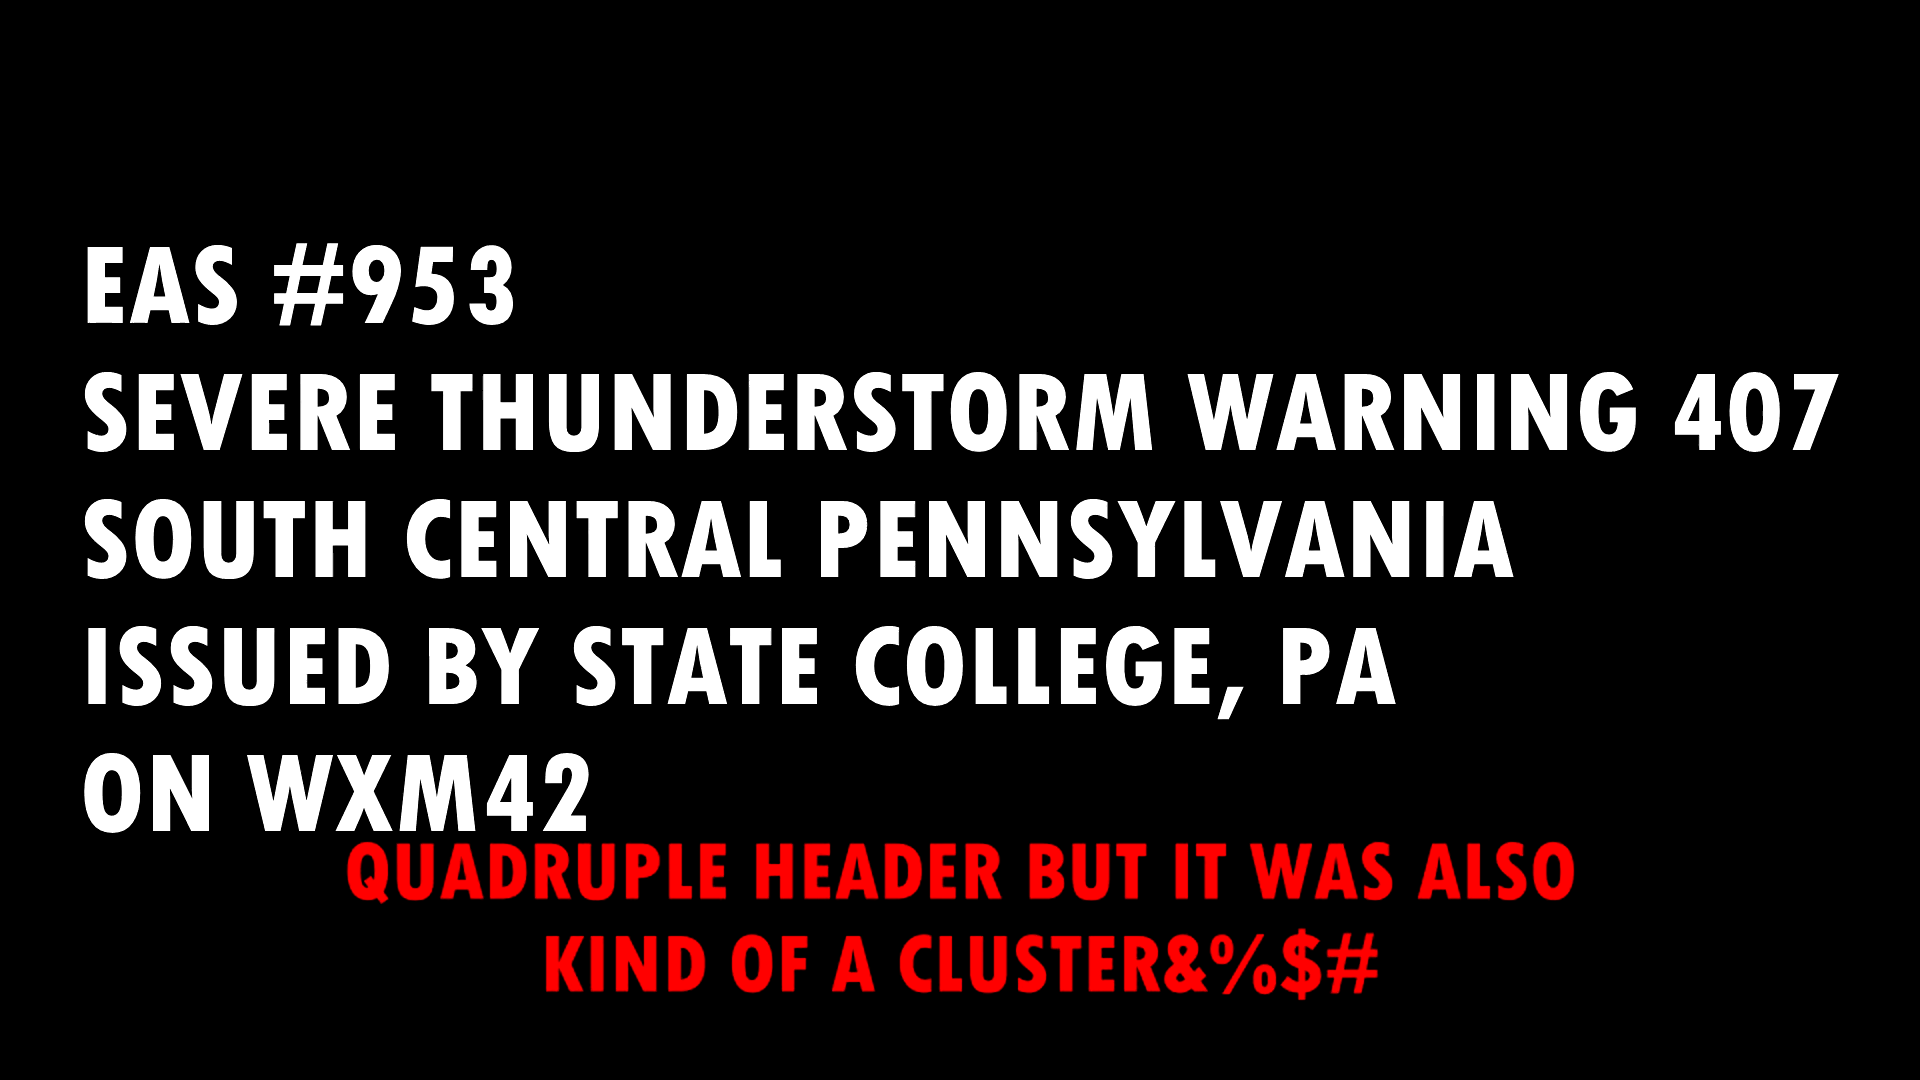 EAS #953
SEVERE THUNDERSTORM WARNING 407
SOUTH CENTRAL PENNSYLVANIA
ISSUED BY STATE COLLEGE, PA
ON WXM42
QUADRUPLE HEADER BUT IT WAS ALSO
KIND OF A CLUSTER&%$#